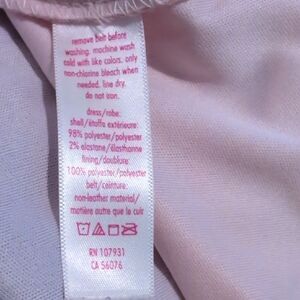 remove belt before
washing. machine wash
cold with like colors. only
non-chlorine bleach when
needed. line dry.
do not iron.
dress/robe:
shell/étoffe extérieure:
98% polyester/polyester
2% elastane/élasthanne
lining/doublure:
100% polyester/polyester
belt/ceinture:
non-leather material/
matière autre que le cuir
RN 107931
CA 56076